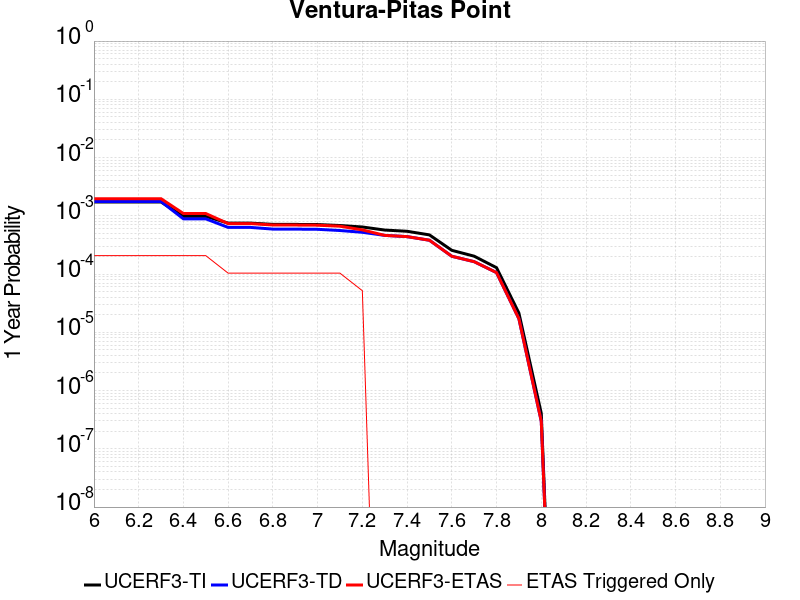 Ventura-Pitas Point
10^0
10^-1
10^-2
10^-3
10^-4
10^-5
10^-6
10^-7
10^-8
1 Year Probability
6 6.2 6.4 6.6 6.8 7 7.2 7.4 7.6 7.8 8 8.2 8.4 8.6 8.8 9
Magnitude
UCERF3-TI UCERF3-TD UCERF3-ETAS ETAS Triggered Only